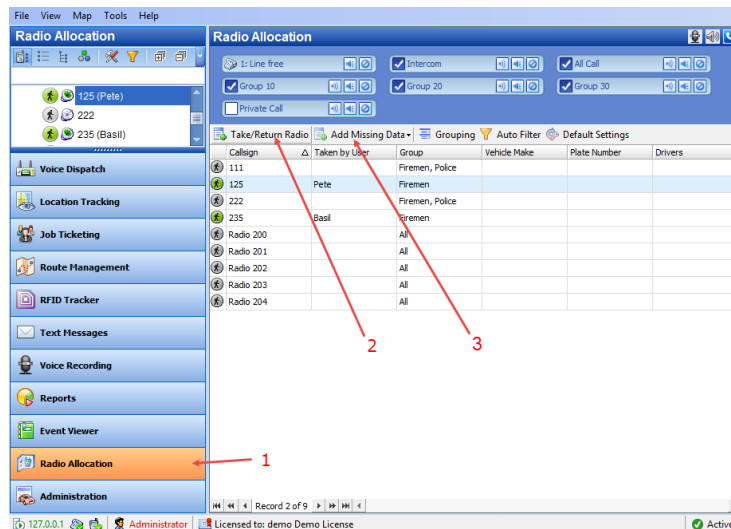 File View Map Tools Help
Radio Allocation
125 (Pete)
222
235 (Basil)
Voice Dispatch
Location Tracking
Job Ticketing
Route Management
RFID Tracker
Text Messages
Voice Recording
Reports
Event Viewer
Radio Allocation
Administration
Radio Allocation
1: Line free Intercom All Call
Group 10 Group 20 Group 30
Private Call
Take/Return Radio Add Missing Data Grouping Auto Filter Default Settings
Callsign Taken by User Group Vehicle Make Plate Number Drivers
111 Firemen, Police
125 Pete Firemen
222 Firemen, Police
235 Basil Firemen
Radio 200 All
Radio 201 All
Radio 202 All
Radio 203 All
Radio 204 All
2 3
1
Record 2 of 9
127.0.0.1 Administrator Licensed to: demo Demo License Active